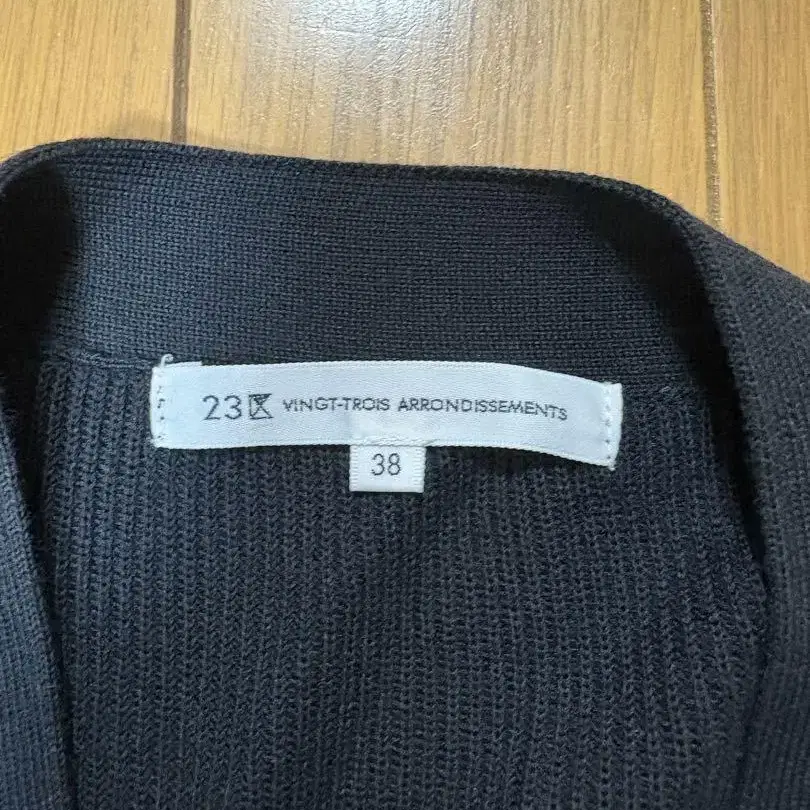 23区 VINGT-TROIS ARRONDISSEMENTS
38